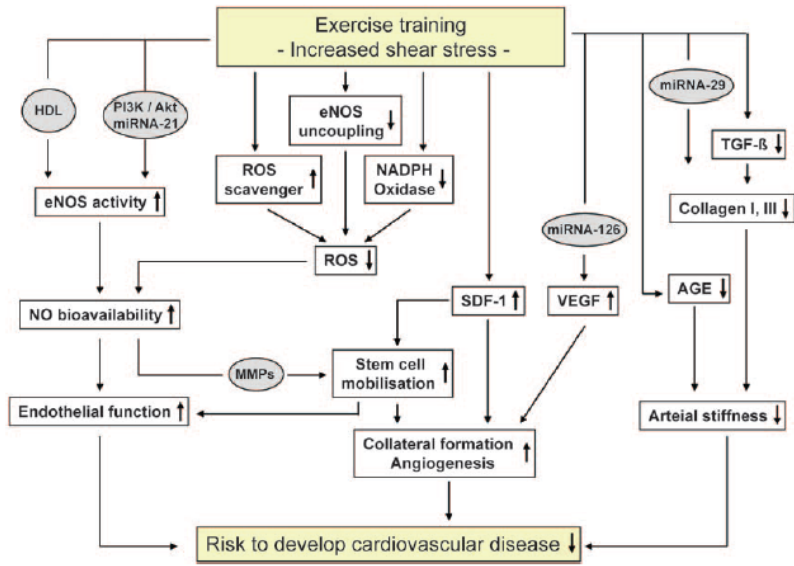 Exercise training
- Increased shear stress -
HDL
PI3K / Akt
miRNA-21
eNOS
uncoupling
miRNA-29
TGF-ß
ROS
scavenger
NADPH
Oxidase
eNOS activity
Collagen I, III
miRNA-126
ROS
SDF-1
VEGF
AGE
NO bioavailability
MMPs
Stem cell
mobilisation
Endothelial function
Arteial stiffness
Collateral formation
Angiogenesis
Risk to develop cardiovascular disease